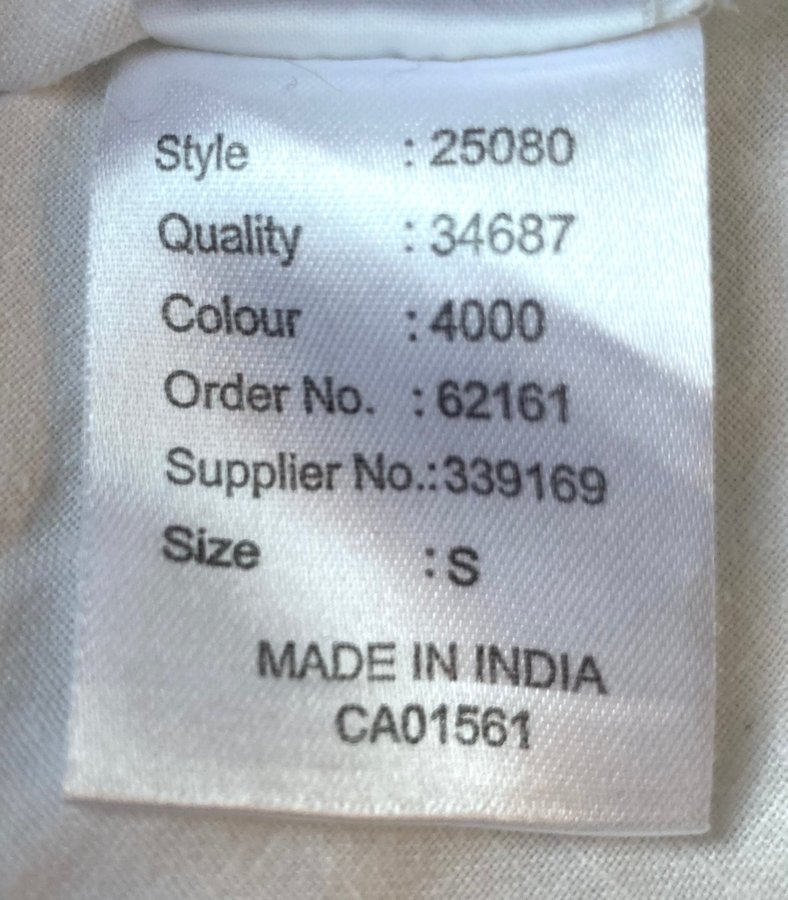 Style : 25080
Quality : 34687
Colour : 4000
Order No. : 62161
Supplier No.:339169
Size : S
MADE IN INDIA
CA01561